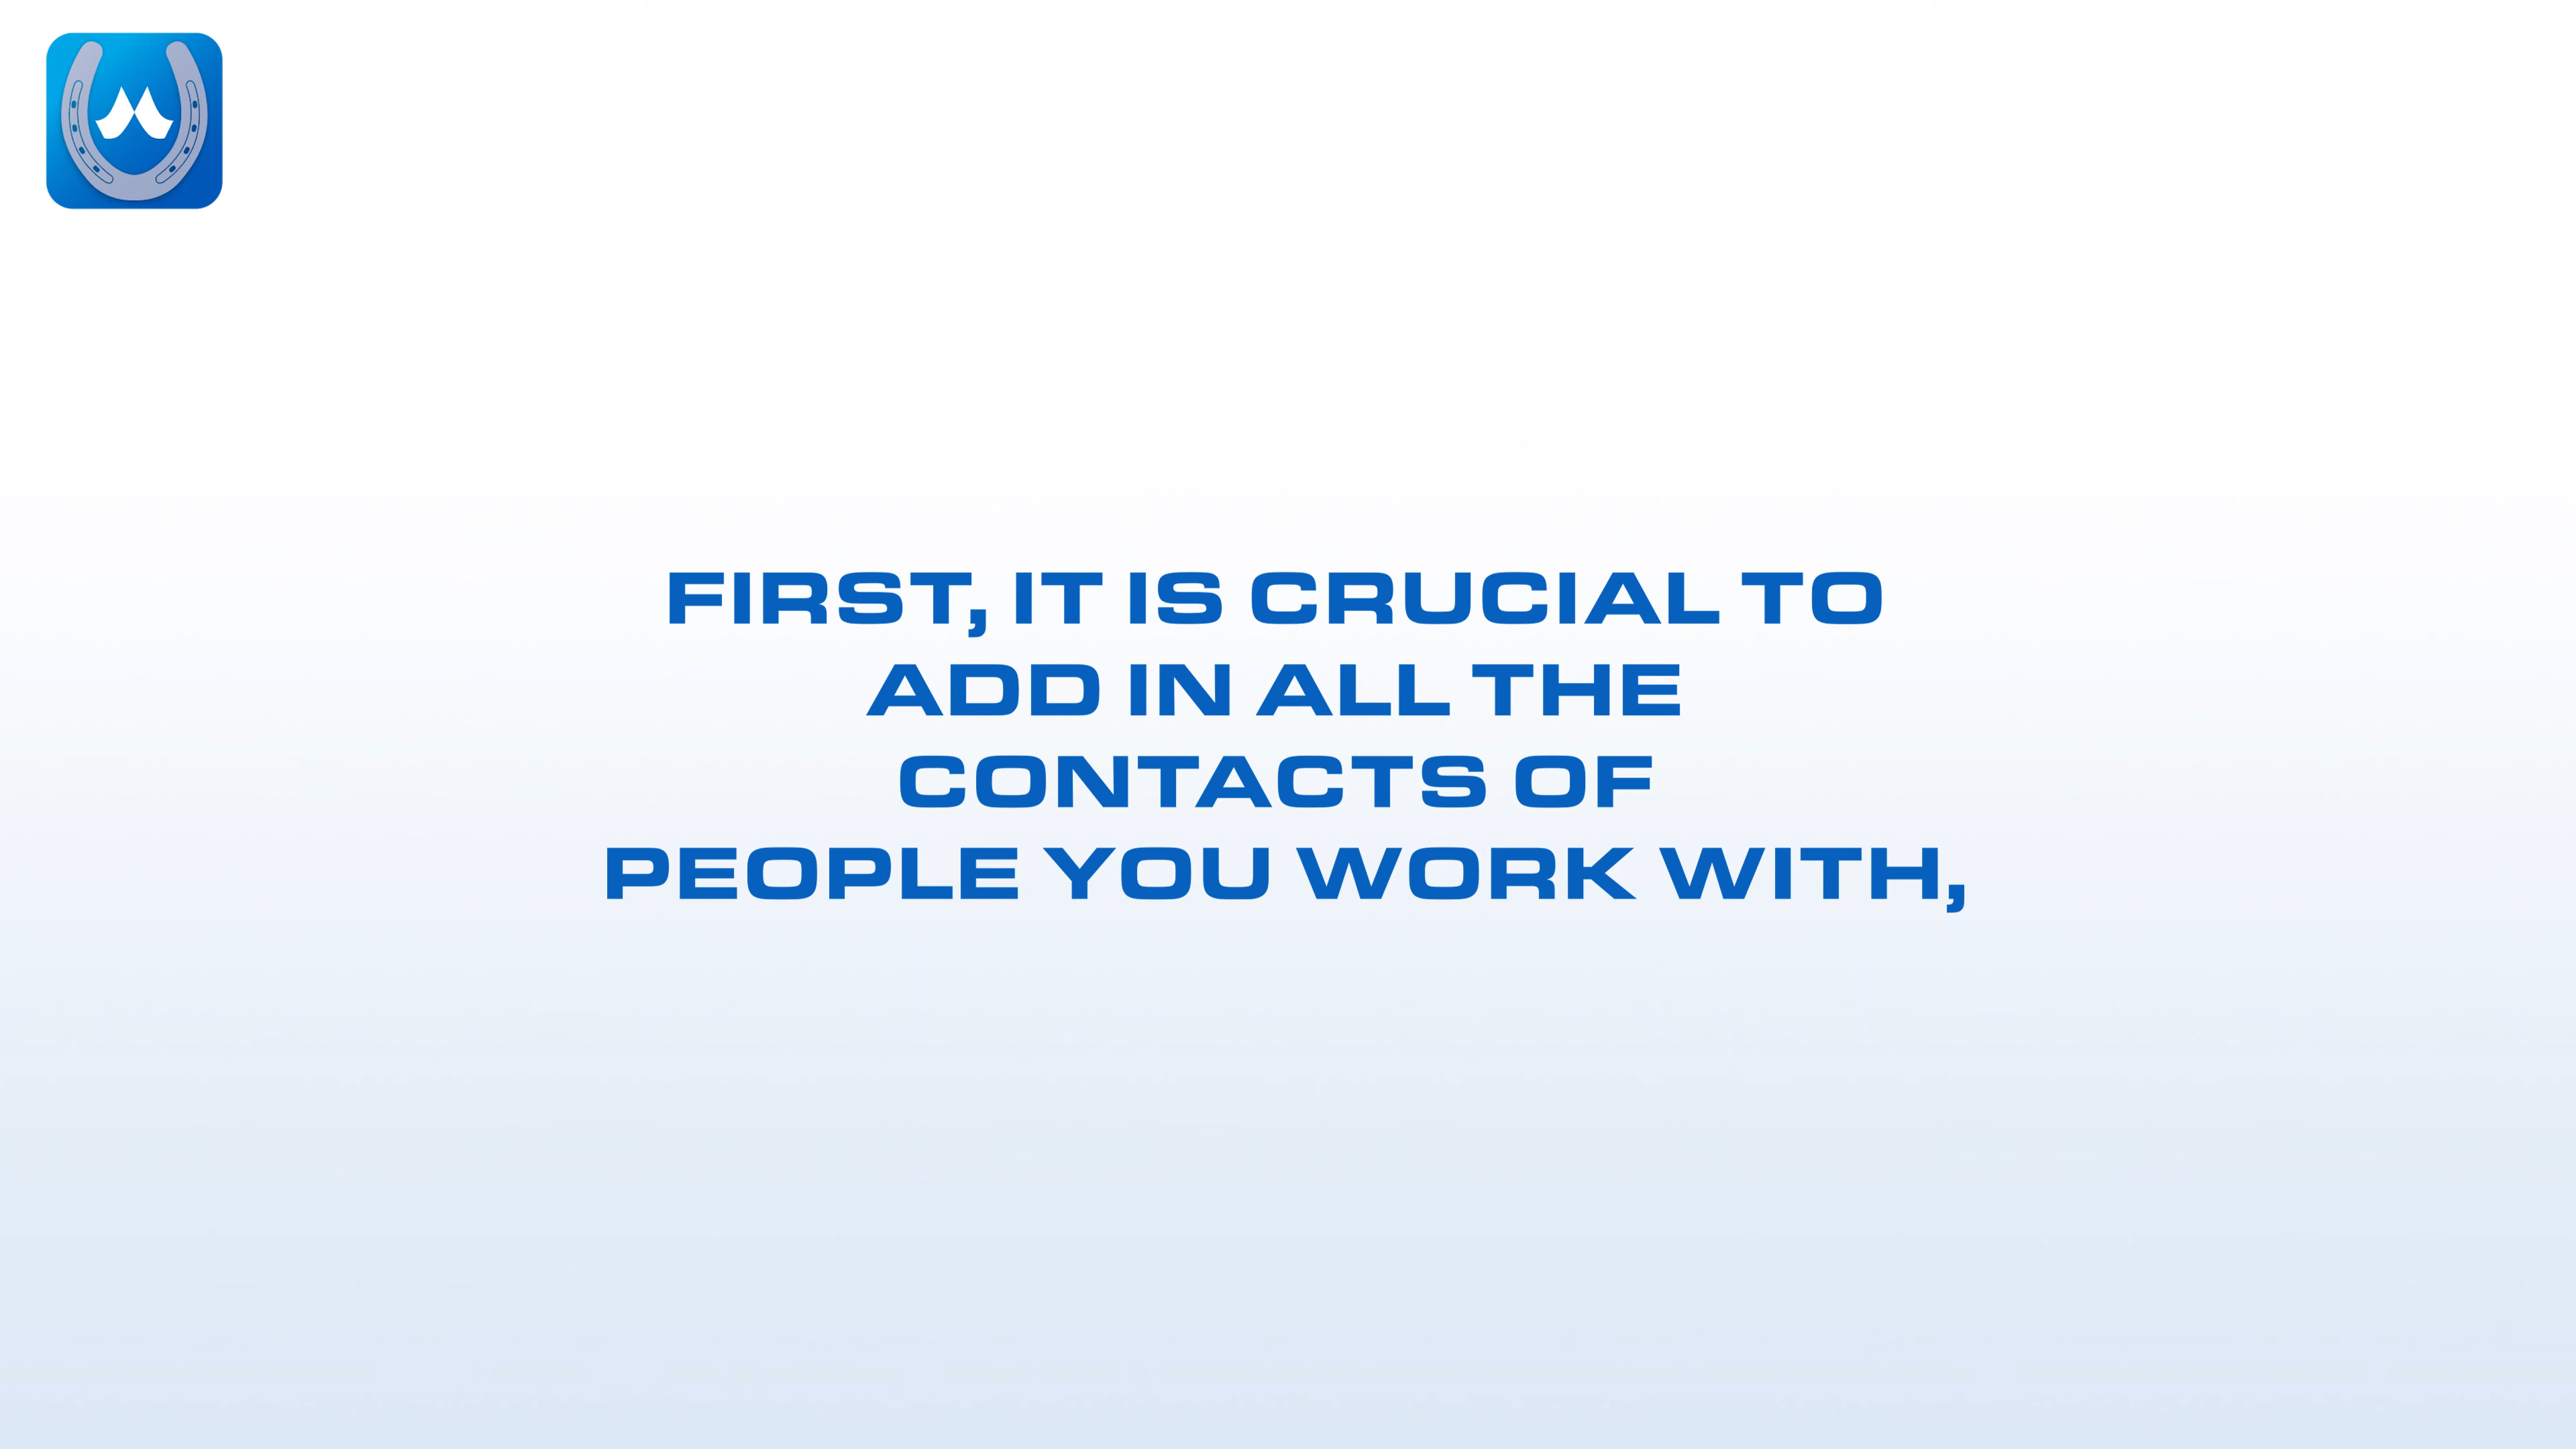 FIRST, IT IS CRUCIAL TO
ADD IN ALL THE
CONTACTS OF
PEOPLE YOU WORK WITH,